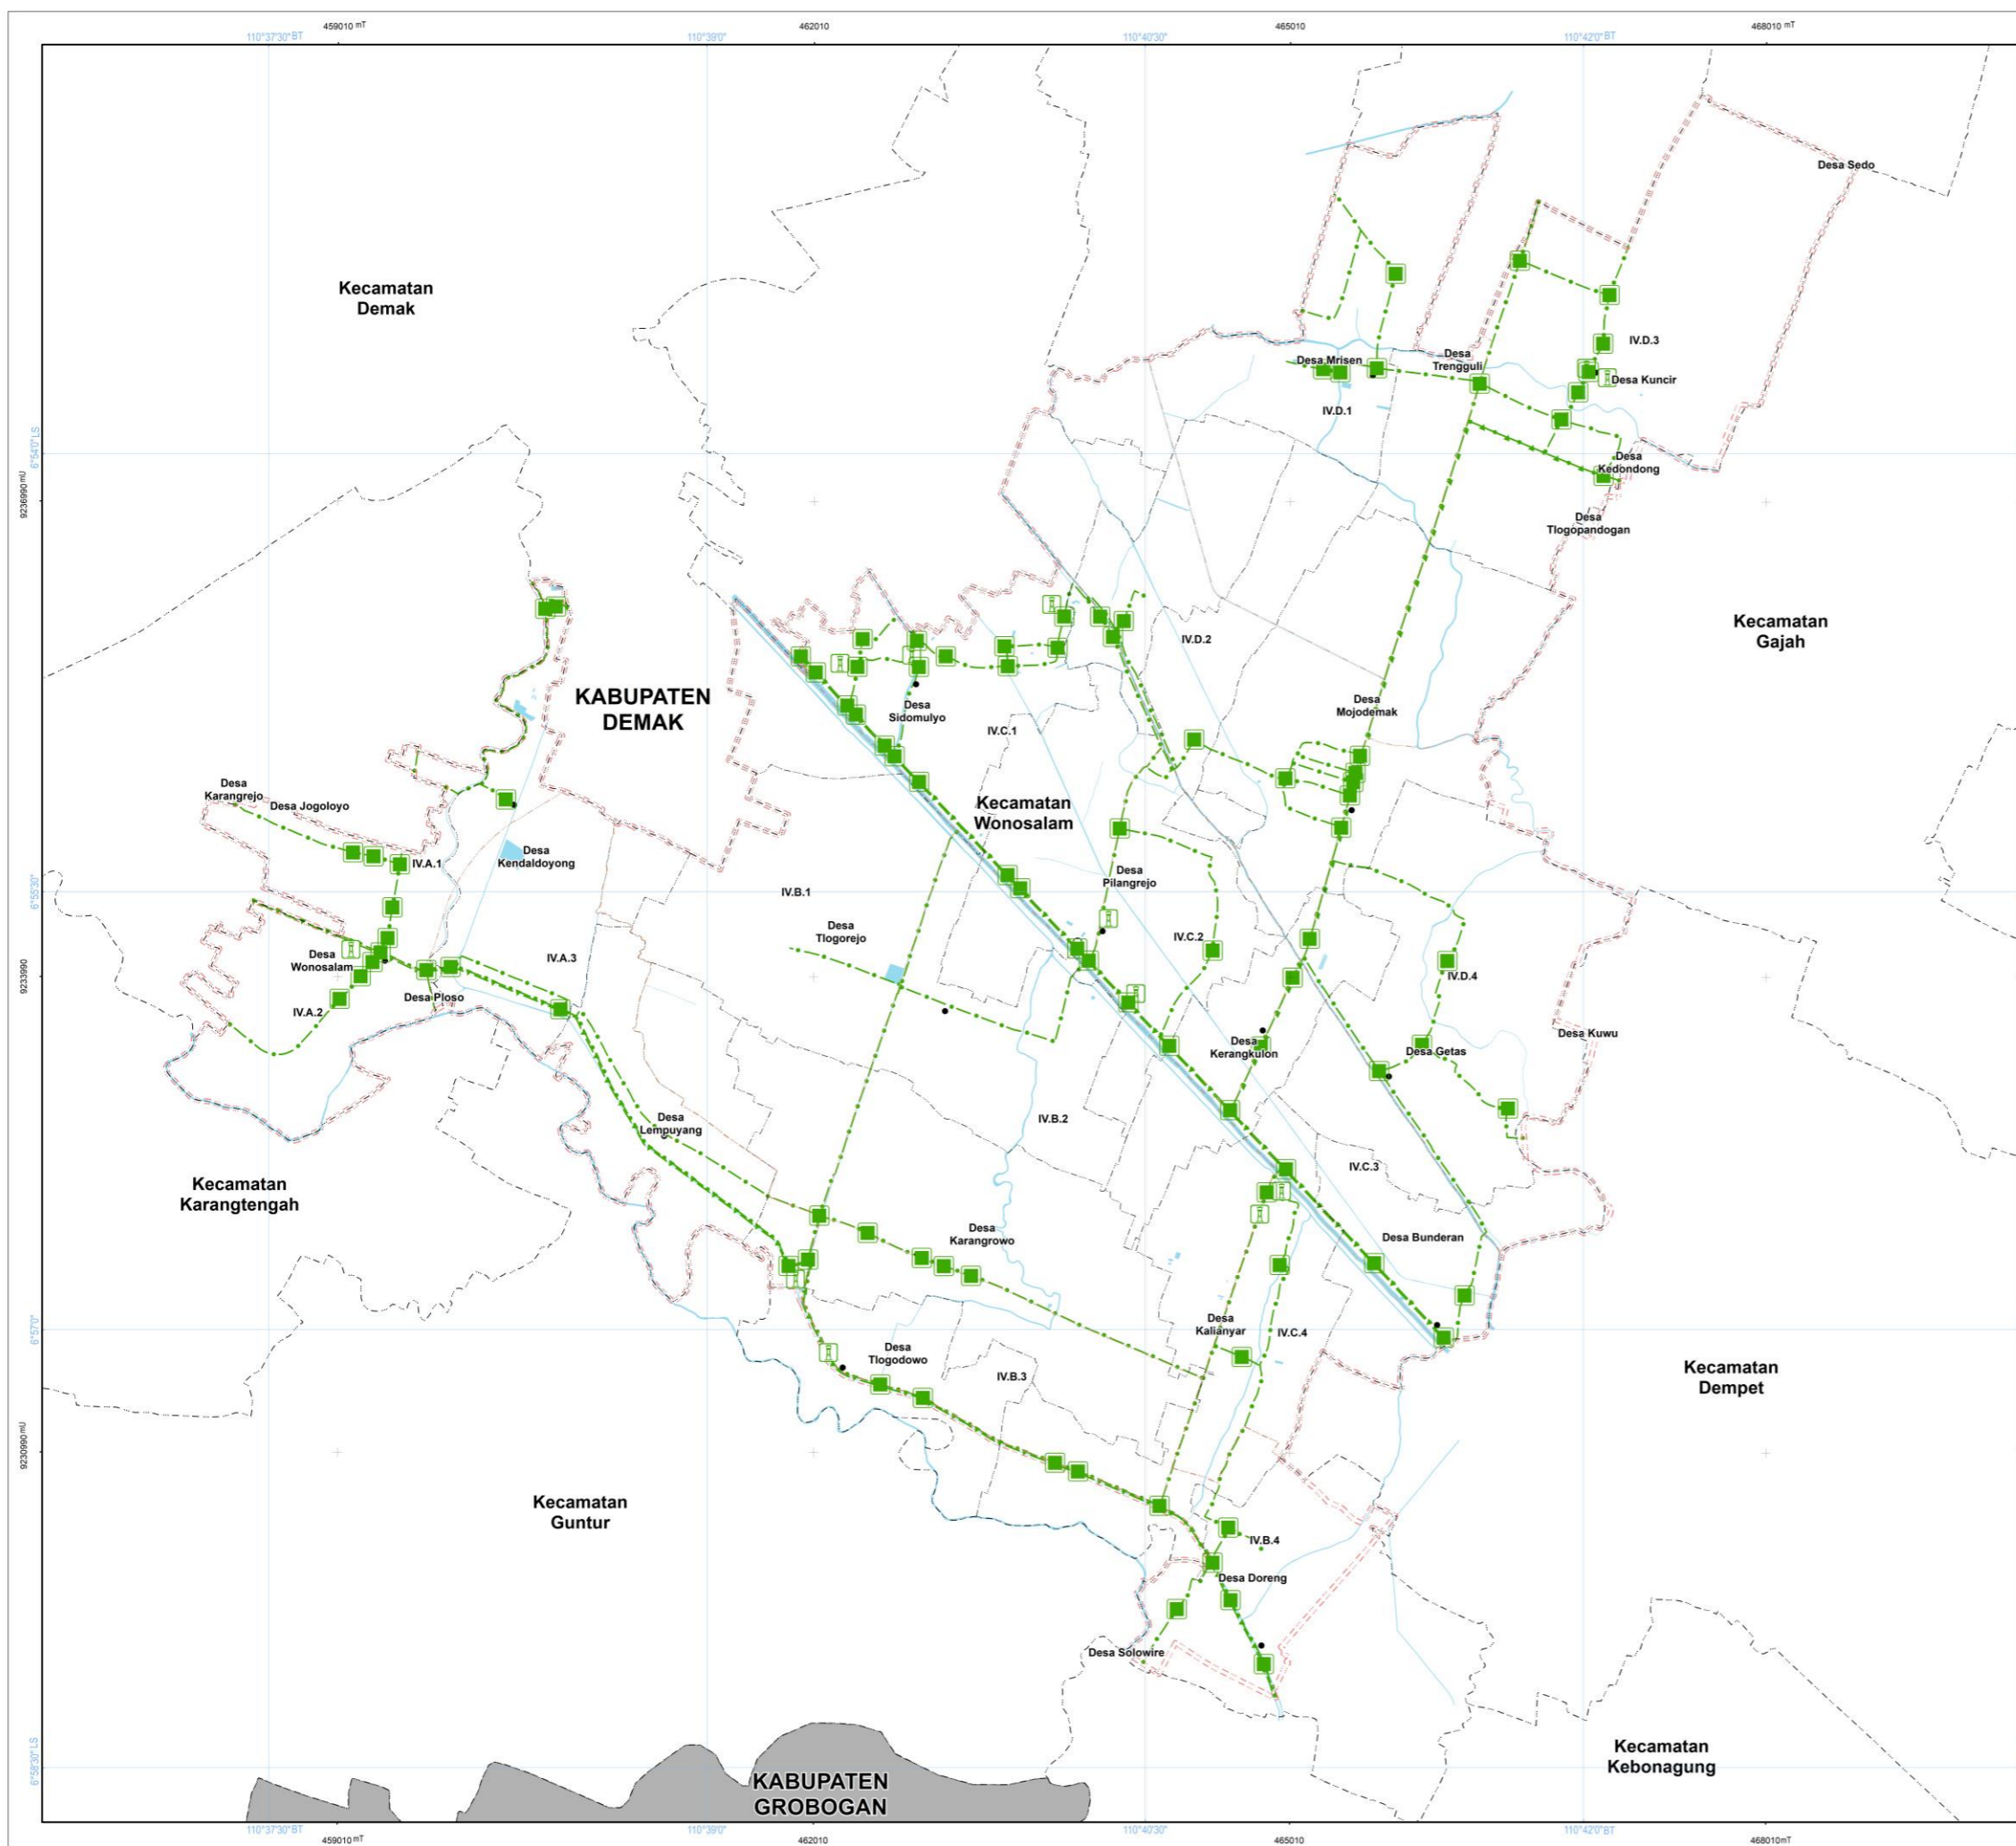 459010 mT
462010
465010
468010 mT
110°37'30" BT
110°39'0"
110°40'30"
110°42'0" BT
Desa Sedo
Kecamatan
Demak
Desa Mrisen
Desa
Trengguli
IV.D.3
Desa Kuncir
IV.D.1
6°54'0" LS
Desa
Kedondong
9236990 mU
Desa
Tlogopandogan
Kecamatan
Gajah
IV.D.2
KABUPATEN
DEMAK
Desa
Sidomulyo
Desa
Mojodemak
IV.C.1
Desa
Karangrejo
Desa Jogoloyo
Kecamatan
Wonosalam
Desa
Kendaldoyong
IV.A.1
Desa
Pilangrejo
6°55'30"
IV.B.1
Desa
Tlogorejo
IV.C.2
Desa
Wonosalam
IV.A.3
IV.D.4
9233990
Desa Ploso
IV.A.2
Desa
Kerangkulon
Desa Getas
Desa Kuwu
Desa
Lempuyang
IV.B.2
IV.C.3
Kecamatan
Karangtengah
Desa
Karangrowo
Desa Bunderan
6°57'0"
Desa
Kalianyar
IV.C.4
Desa
Tlogodowo
IV.B.3
Kecamatan
Dempet
9230990 mU
Kecamatan
Guntur
IV.B.4
Desa Doreng
Desa Solowire
6°58'30" LS
Kecamatan
Kebonagung
KABUPATEN
GROBOGAN
110°37'30" BT
110°39'0"
110°40'30"
110°42'0" BT
459010 mT
462010
465010
468010 mT